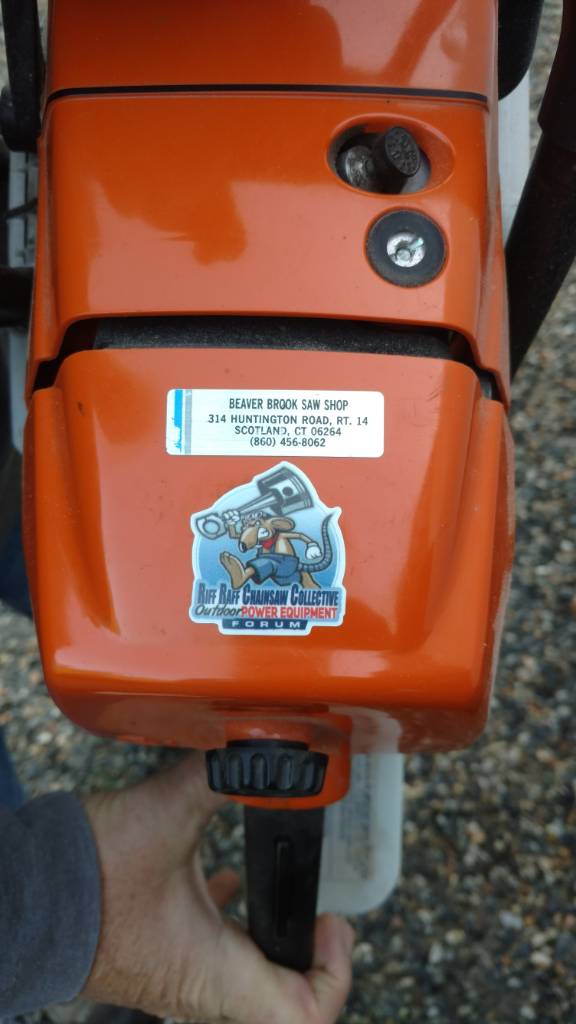 BEAVER BROOK SAW SHOP
314 HUNTINGTON ROAD, RT. 14
SCOTLAND, CT 06264
(860) 456-8062
RIFF RAFF CHAINSAW COLLECTIVE
Outdoor POWER EQUIPMENT
FORUM